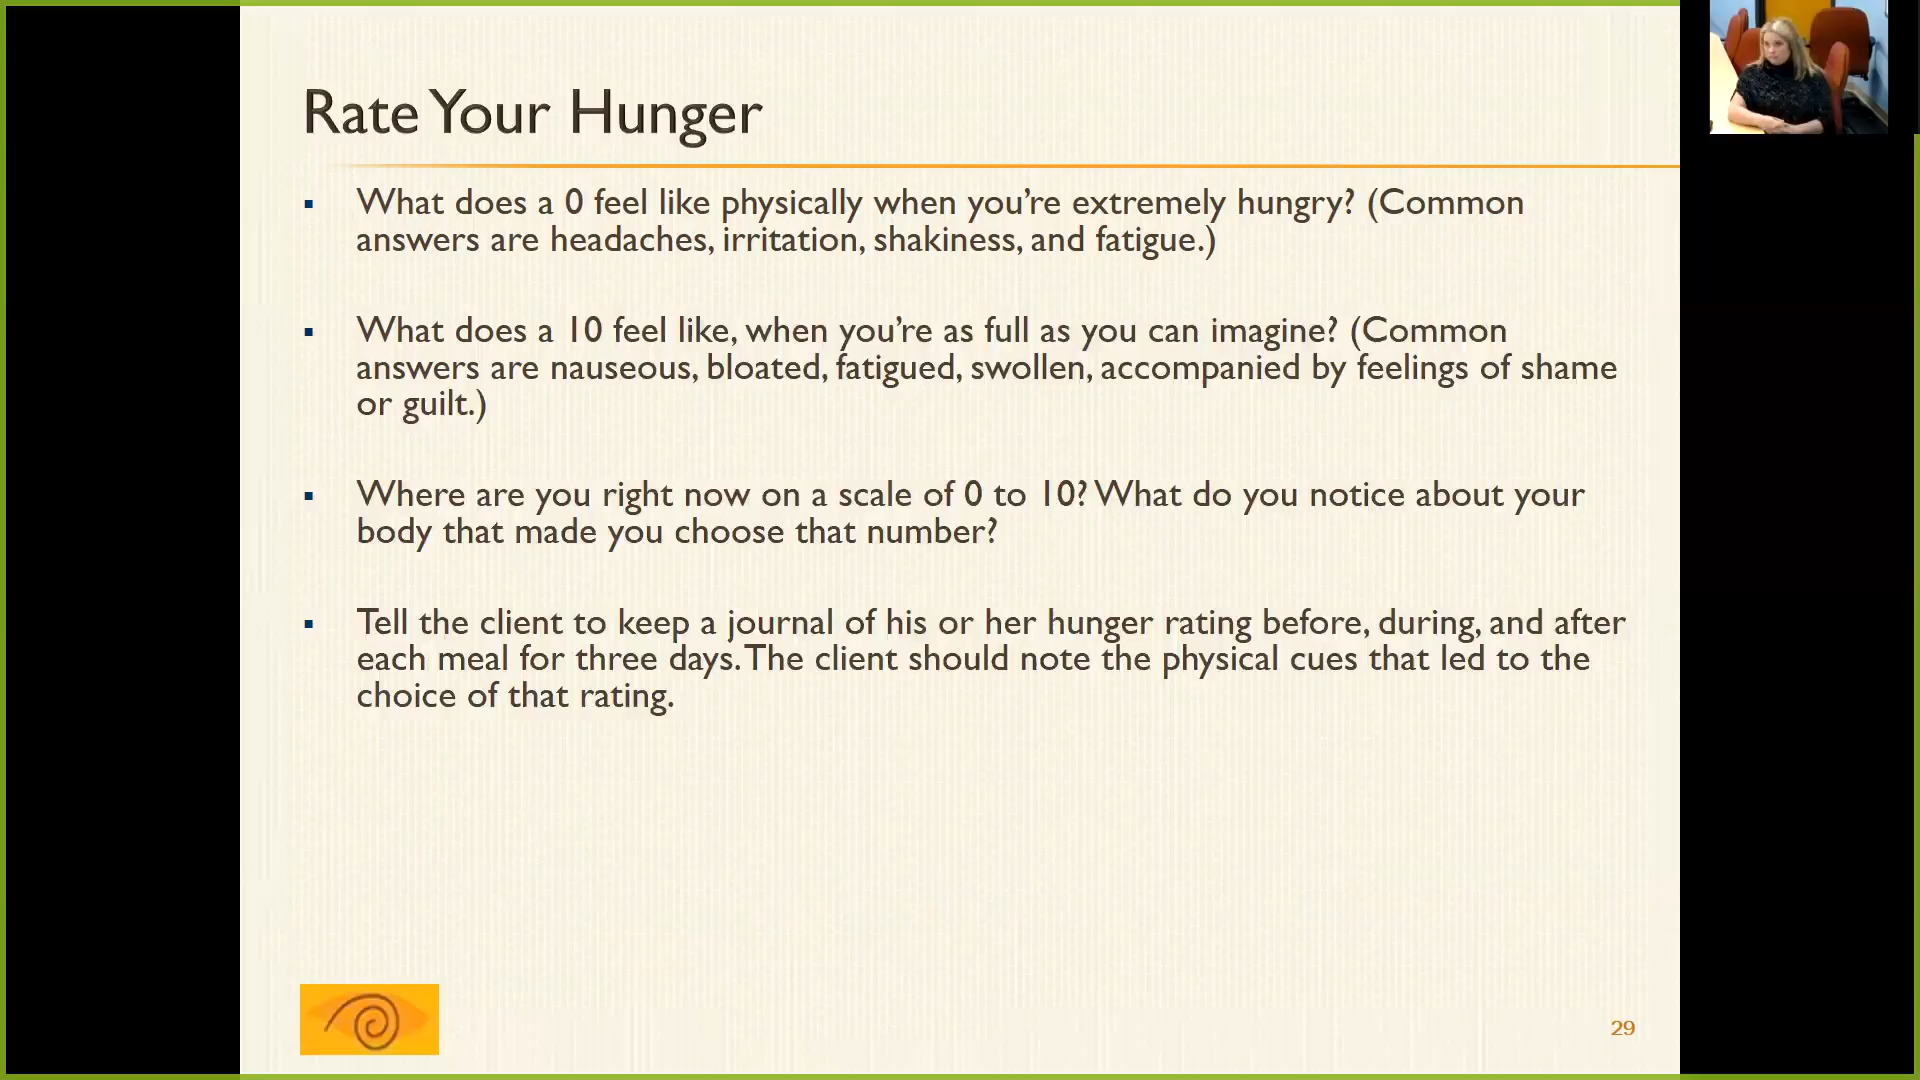 Rate Your Hunger
What does a 0 feel like physically when you’re extremely hungry? (Common
answers are headaches, irritation, shakiness, and fatigue.)
What does a 10 feel like, when you’re as full as you can imagine? (Common
answers are nauseous, bloated, fatigued, swollen, accompanied by feelings of shame
or guilt.)
Where are you right now on a scale of 0 to 10? What do you notice about your
body that made you choose that number?
Tell the client to keep a journal of his or her hunger rating before, during, and after
each meal for three days. The client should note the physical cues that led to the
choice of that rating.
29